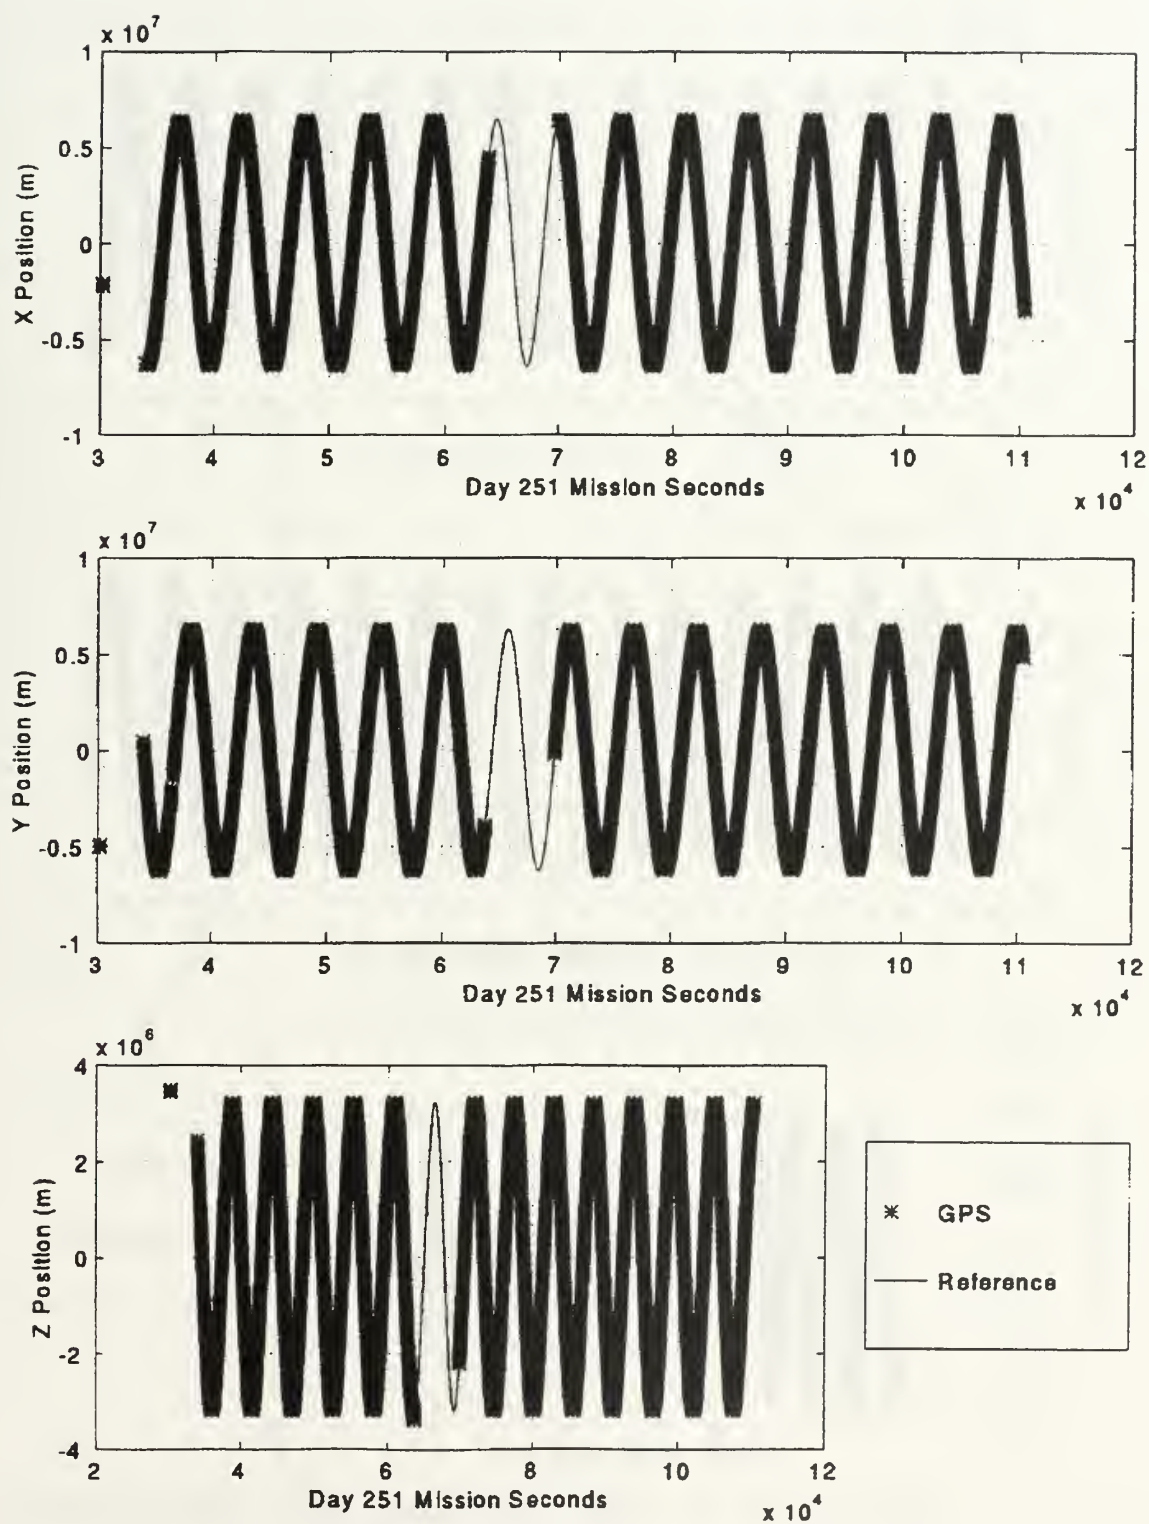 x 10^7
1
0.5
0
-0.5
-1
X Position (m)
3 4 5 6 7 8 9 10 11 12
Day 251 Mission Seconds
x 10^4
x 10^7
1
0.5
0
-0.5
-1
Y Position (m)
3 4 5 6 7 8 9 10 11 12
Day 251 Mission Seconds
x 10^4
x 10^6
4
2
0
-2
-4
Z Position (m)
2 4 6 8 10 12
Day 251 Mission Seconds
x 10^4
GPS
Reference